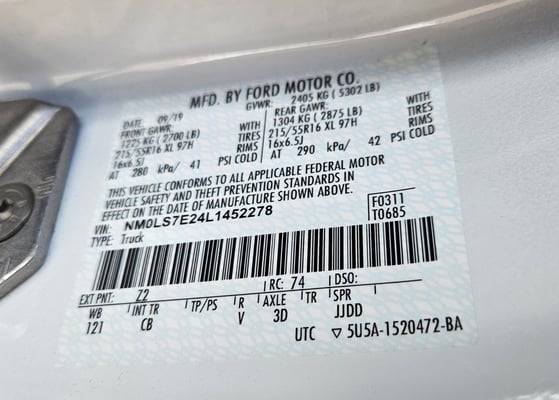 MFD. BY FORD MOTOR CO.
DATE: 09/19 GVWR: 2405 KG ( 5302 LB)
FRONT GAWR: REAR GAWR:
1225 KG (2700 LB) WITH 1304 KG ( 2875 LB) WITH
215/55R16 XL 97H TIRES 215/55R16 XL 97H TIRES
16x6.5J RIMS 16x6.5J RIMS
AT 280 kPa/ 41 PSI COLD AT 290 kPa/ 42 PSI COLD
THIS VEHICLE CONFORMS TO ALL APPLICABLE FEDERAL MOTOR
VEHICLE SAFETY AND THEFT PREVENTION STANDARDS IN
EFFECT ON THE DATE OF MANUFACTURE SHOWN ABOVE.
VIN: NM0LS7E24L1452278 F0311
TYPE: Truck T0685
EXT PNT: Z2 RC: 74 DSO:
WB INT TR TP/PS R AXLE TR SPR
121 CB V 3D JJDD
UTC ▽ 5U5A-1520472-BA